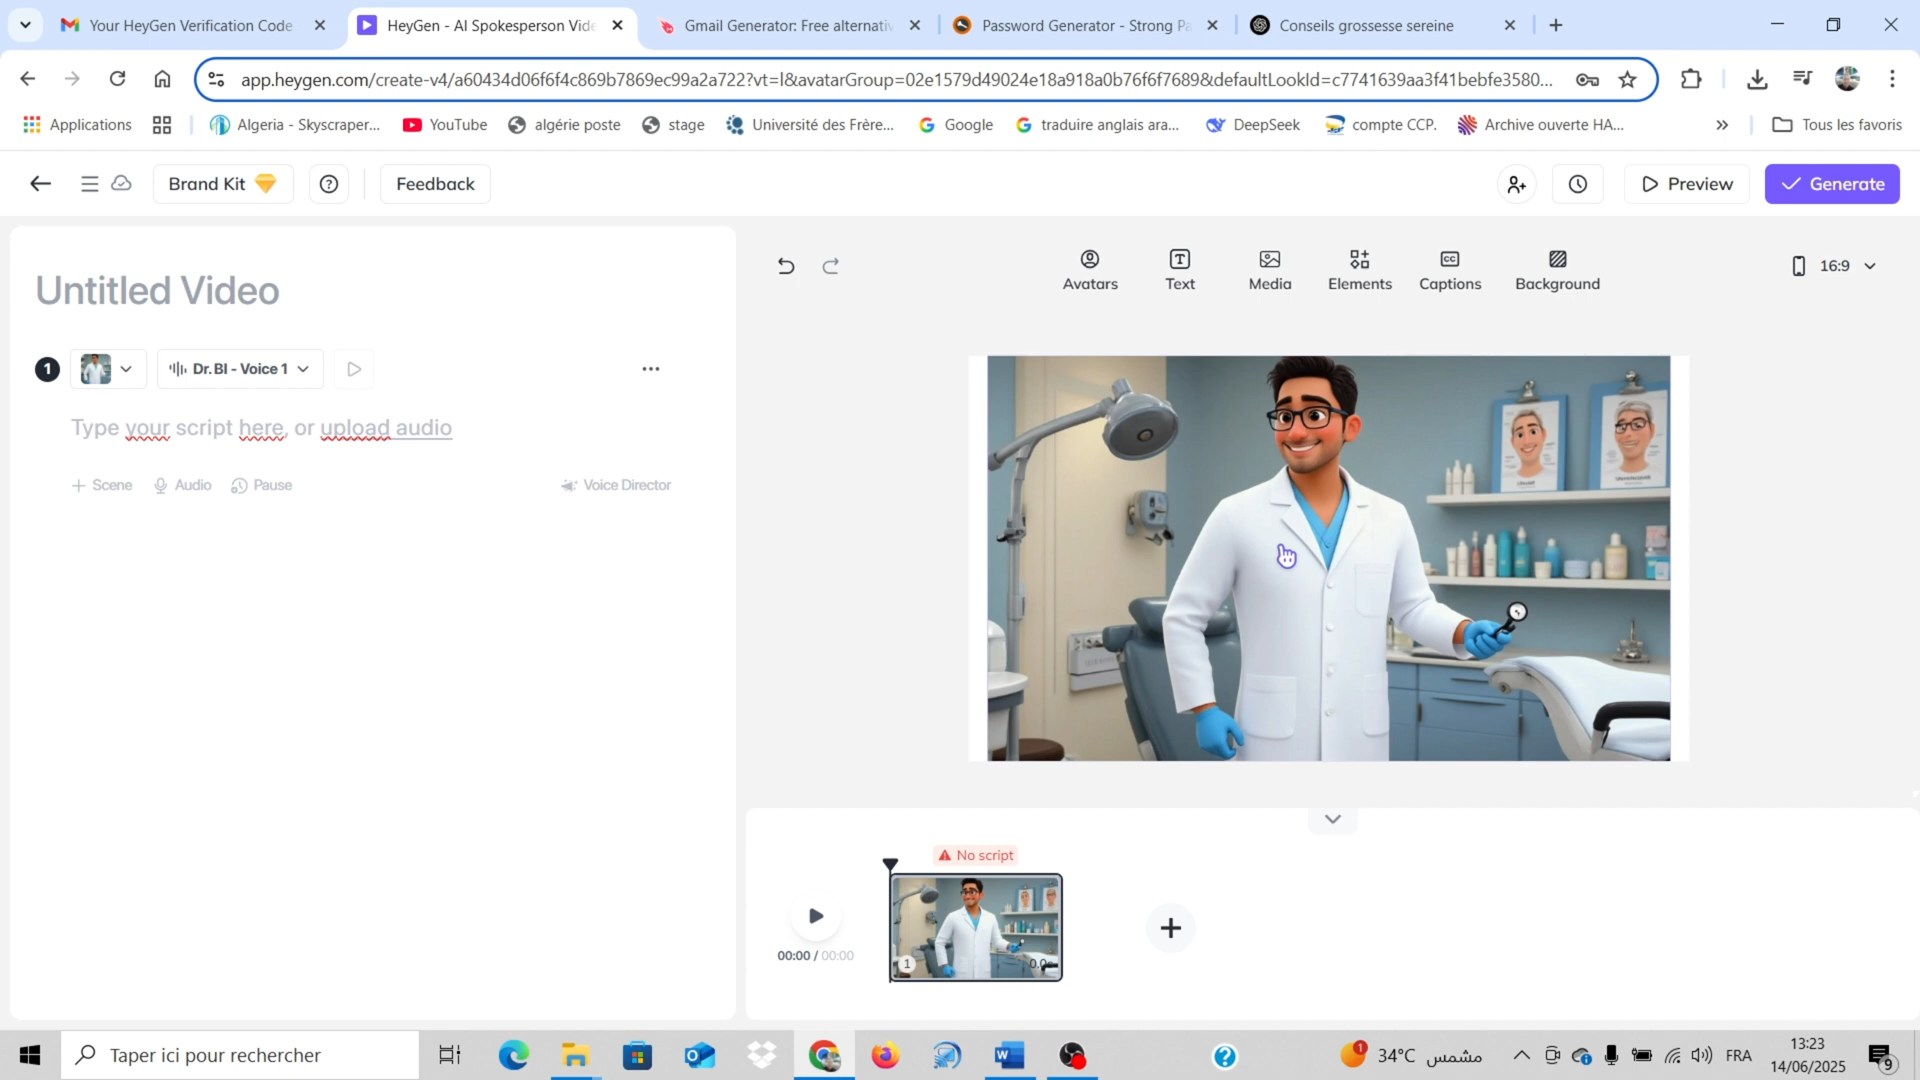 Your HeyGen Verification Code
HeyGen - AI Spokesperson Vide
Gmail Generator: Free alternativ
Password Generator - Strong Pa
Conseils grossesse sereine
app.heygen.com/create-v4/a60434d06f6f4c869b7869ec99a2a722?vt=l&avatarGroup=02e1579d49024e18a918a0b76f6f7689&defaultLookId=c7741639aa3f41bebfe3580...
Applications
Algeria - Skyscraper...
YouTube
algérie poste
stage
Université des Frère...
Google
traduire anglais ara...
DeepSeek
compte CCP.
Archive ouverte HA...
Tous les favoris
Brand Kit
Feedback
Preview
Generate
Untitled Video
Avatars
Text
Media
Elements
Captions
Background
16:9
1
Dr. BI - Voice 1
Type your script here, or upload audio
Scene
Audio
Pause
Voice Director
No script
00:00 / 00:00
1
Taper ici pour rechercher
1
34°C مشمس
FRA
13:23
14/06/2025
9